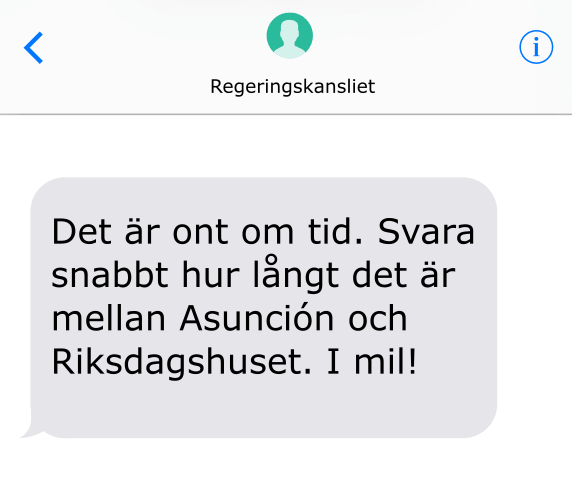 Regeringskansliet
Det är ont om tid. Svara
snabbt hur långt det är
mellan Asunción och
Riksdagshuset. I mil!